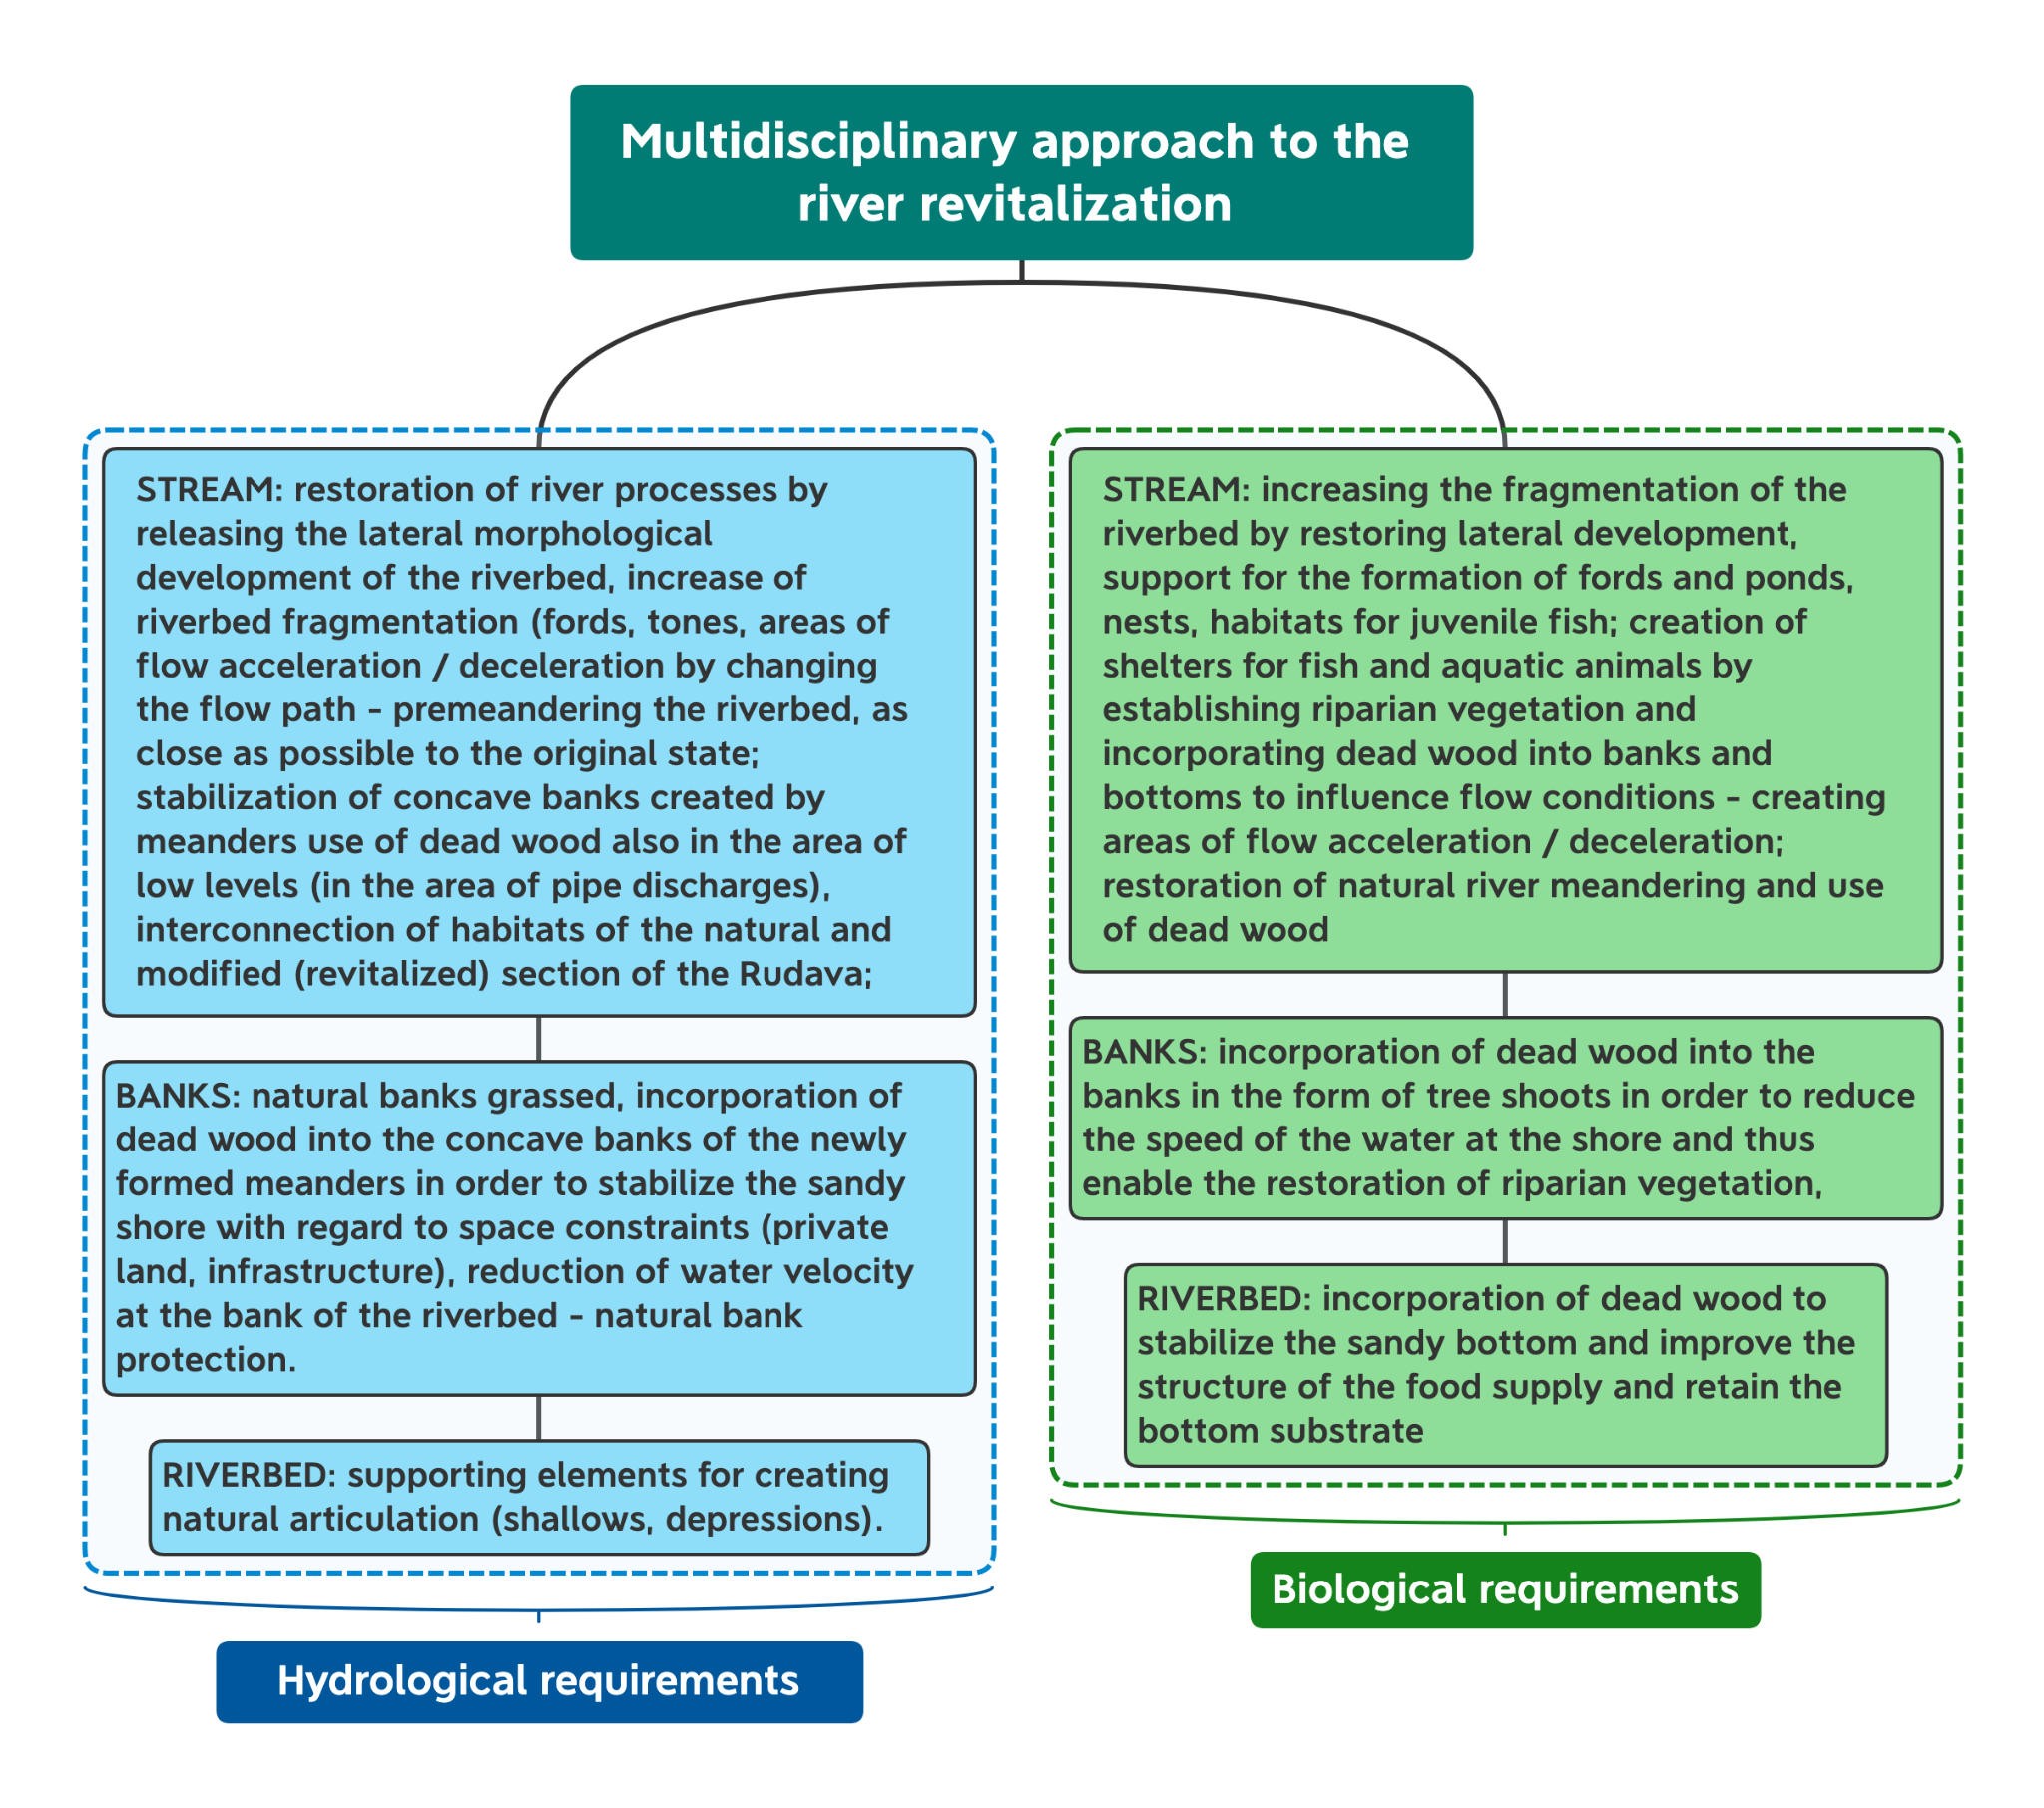 Multidisciplinary approach to the
river revitalization
STREAM: restoration of river processes by
releasing the lateral morphological
development of the riverbed, increase of
riverbed fragmentation (fords, tones, areas of
flow acceleration / deceleration by changing
the flow path - premeandering the riverbed, as
close as possible to the original state;
stabilization of concave banks created by
meanders use of dead wood also in the area of
low levels (in the area of pipe discharges),
interconnection of habitats of the natural and
modified (revitalized) section of the Rudava;
BANKS: natural banks grassed, incorporation of
dead wood into the concave banks of the newly
formed meanders in order to stabilize the sandy
shore with regard to space constraints (private
land, infrastructure), reduction of water velocity
at the bank of the riverbed - natural bank
protection.
RIVERBED: supporting elements for creating
natural articulation (shallows, depressions).
Hydrological requirements
STREAM: increasing the fragmentation of the
riverbed by restoring lateral development,
support for the formation of fords and ponds,
nests, habitats for juvenile fish; creation of
shelters for fish and aquatic animals by
establishing riparian vegetation and
incorporating dead wood into banks and
bottoms to influence flow conditions - creating
areas of flow acceleration / deceleration;
restoration of natural river meandering and use
of dead wood
BANKS: incorporation of dead wood into the
banks in the form of tree shoots in order to reduce
the speed of the water at the shore and thus
enable the restoration of riparian vegetation,
RIVERBED: incorporation of dead wood to
stabilize the sandy bottom and improve the
structure of the food supply and retain the
bottom substrate
Biological requirements